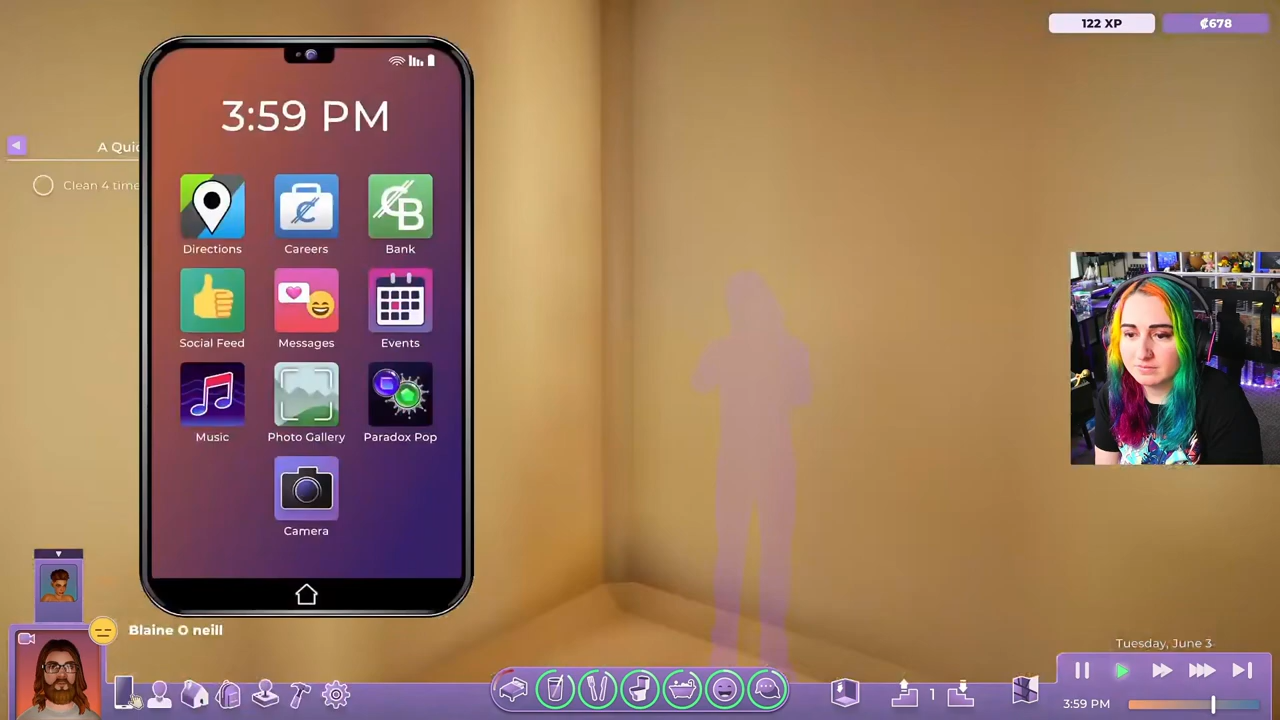 122 XP
₡678
3:59 PM
A Quic
Clean 4 time
Directions
Careers
Bank
Social Feed
Messages
Events
Music
Photo Gallery
Paradox Pop
Camera
Blaine O neill
1
Tuesday, June 3
3:59 PM